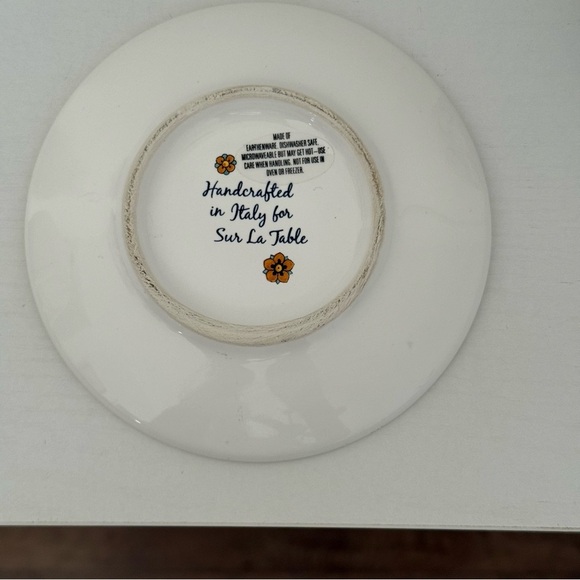 MADE OF
EARTHENWARE. DISHWASHER SAFE.
MICROWAVEABLE BUT MAY GET HOT—USE
CARE WHEN HANDLING. NOT FOR USE IN
OVEN OR FREEZER.
Handcrafted
in Italy for
Sur La Table